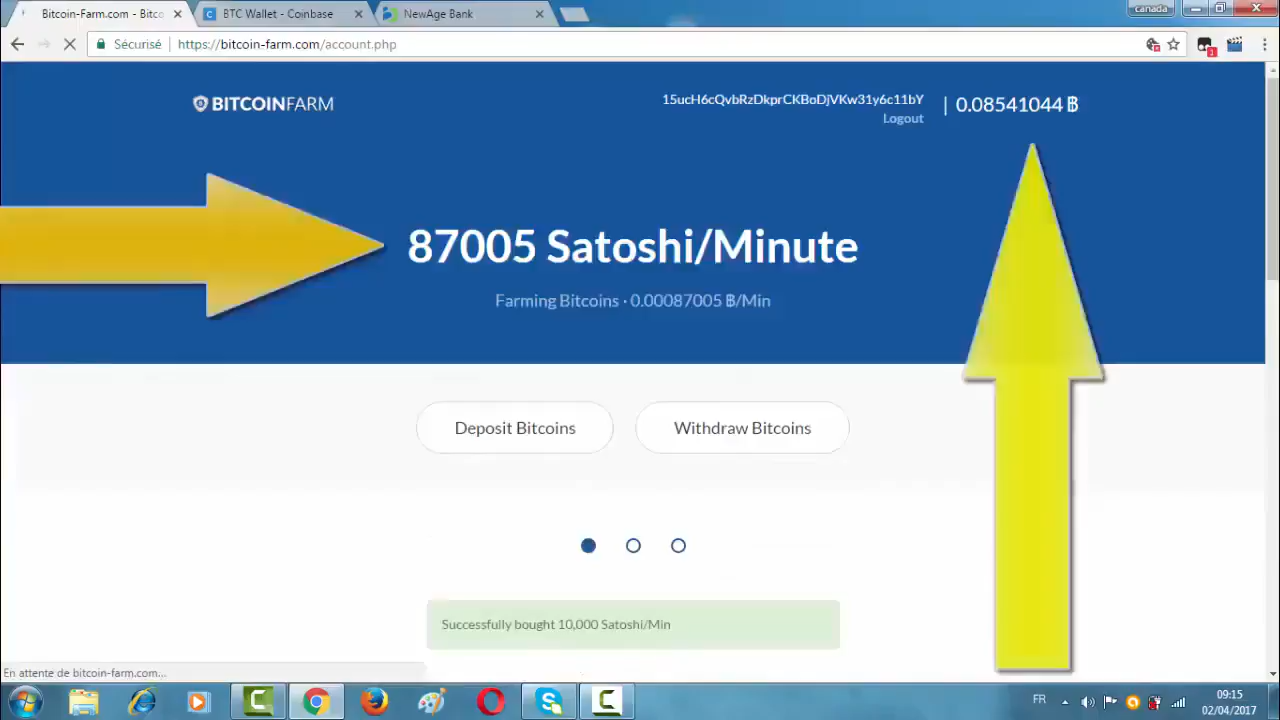 Bitcoin-Farm.com - Bitco
BTC Wallet - Coinbase
NewAge Bank
canada
Sécurisé
https://bitcoin-farm.com/account.php
1
BITCOINFARM
15ucH6cQvbRzDkprCKBoDjVKw31y6c11bY
| 0.08541044 ฿
Logout
87005 Satoshi/Minute
Farming Bitcoins · 0.00087005 ฿/Min
Deposit Bitcoins
Withdraw Bitcoins
Successfully bought 10,000 Satoshi/Min
En attente de bitcoin-farm.com...
FR
09:15
02/04/2017